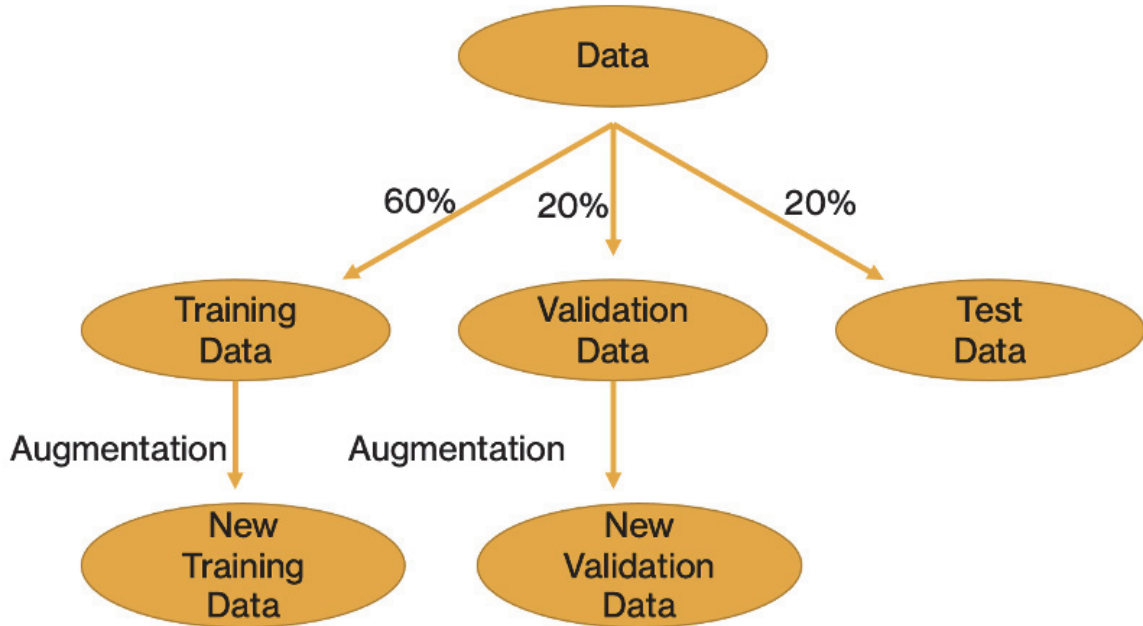 Data
60%
20%
20%
Training
Data
Validation
Data
Test
Data
Augmentation
Augmentation
New
Training
Data
New
Validation
Data